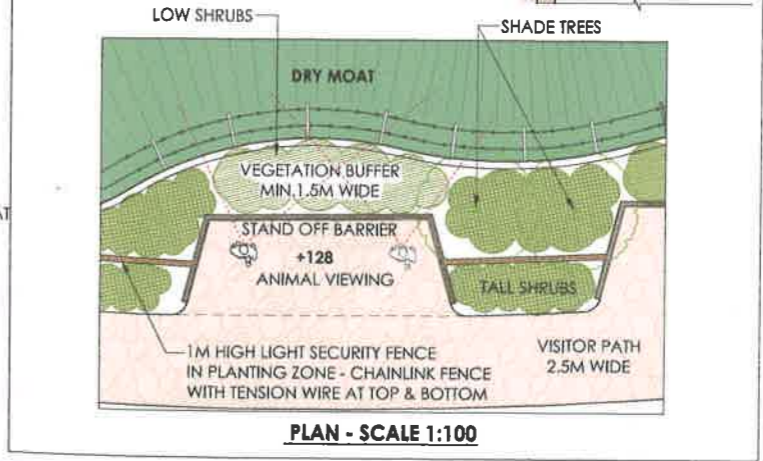 LOW SHRUBS
SHADE TREES
DRY MOAT
VEGETATION BUFFER
MIN.1.5M WIDE
STAND OFF BARRIER
+128
ANIMAL VIEWING
TALL SHRUBS
1M HIGH LIGHT SECURITY FENCE
IN PLANTING ZONE - CHAINLINK FENCE
WITH TENSION WIRE AT TOP & BOTTOM
VISITOR PATH
2.5M WIDE
PLAN - SCALE 1:100